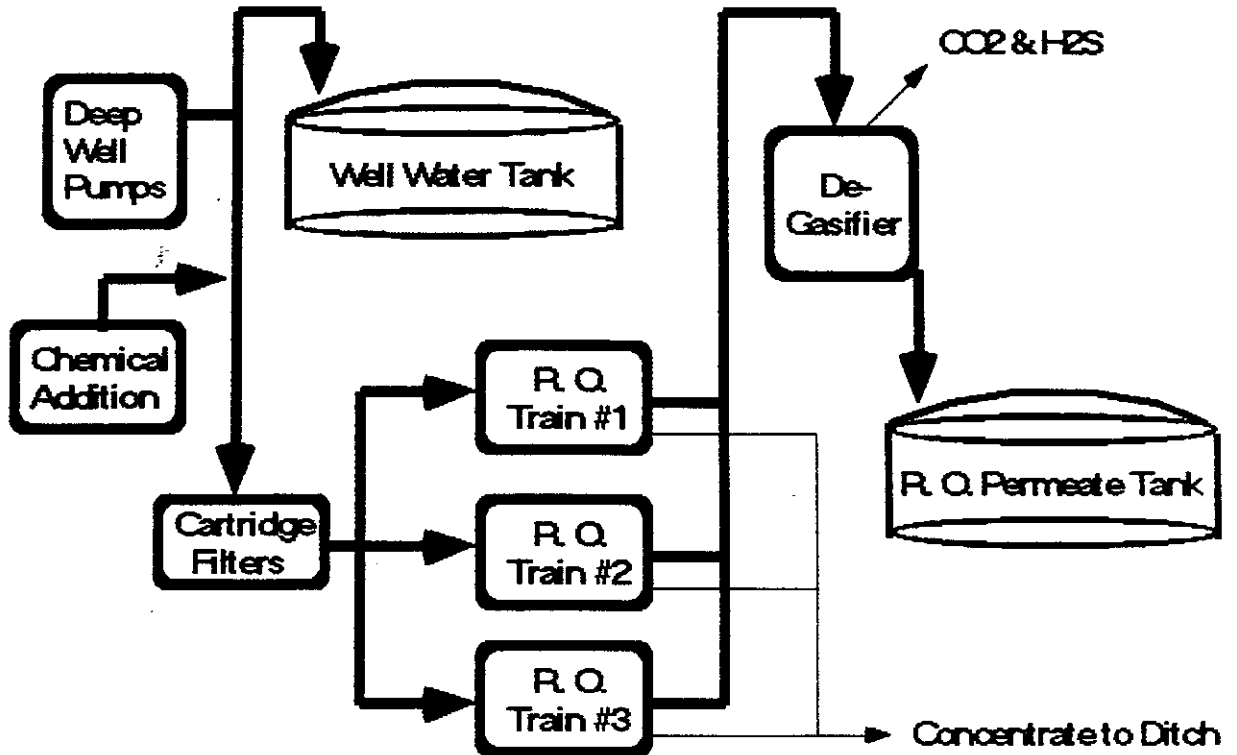 CO2 & H2S
Deep
Well
Pumps
Well Water Tank
De-
Gasifier
Chemical
Addition
R. O.
Train #1
R. O. Permeate Tank
Cartridge
Filters
R. O.
Train #2
R. O.
Train #3
Concentrate to Ditch